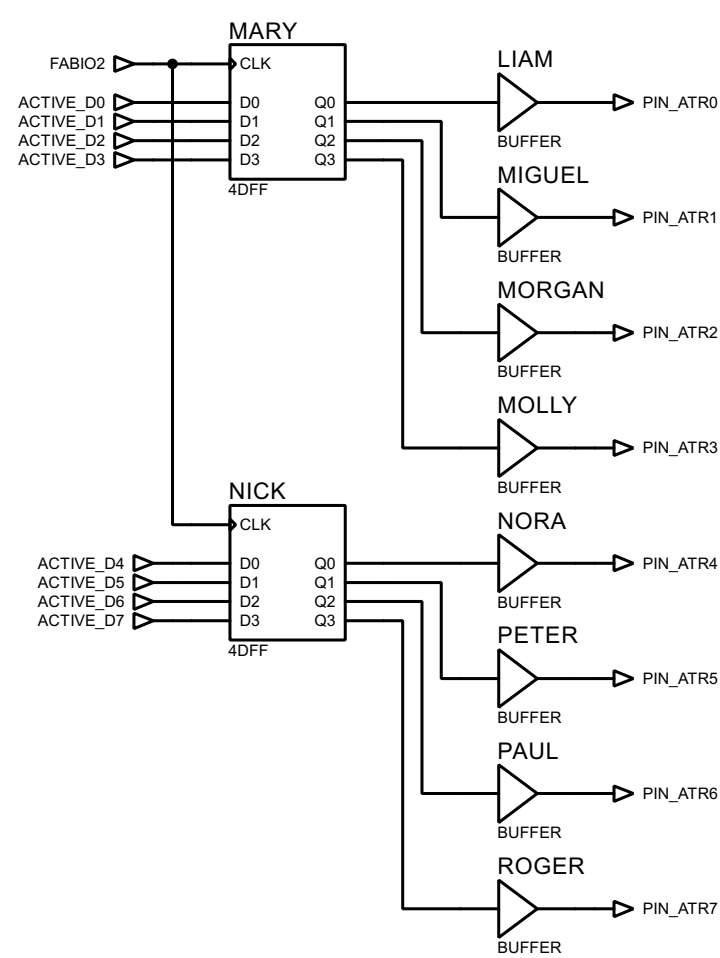 MARY
FABIO2
CLK
ACTIVE_D0 D0 Q0
ACTIVE_D1 D1 Q1
ACTIVE_D2 D2 Q2
ACTIVE_D3 D3 Q3
4DFF
LIAM
PIN_ATR0
BUFFER
MIGUEL
PIN_ATR1
BUFFER
MORGAN
PIN_ATR2
BUFFER
MOLLY
PIN_ATR3
BUFFER
NICK
CLK
ACTIVE_D4 D0 Q0
ACTIVE_D5 D1 Q1
ACTIVE_D6 D2 Q2
ACTIVE_D7 D3 Q3
4DFF
NORA
PIN_ATR4
BUFFER
PETER
PIN_ATR5
BUFFER
PAUL
PIN_ATR6
BUFFER
ROGER
PIN_ATR7
BUFFER